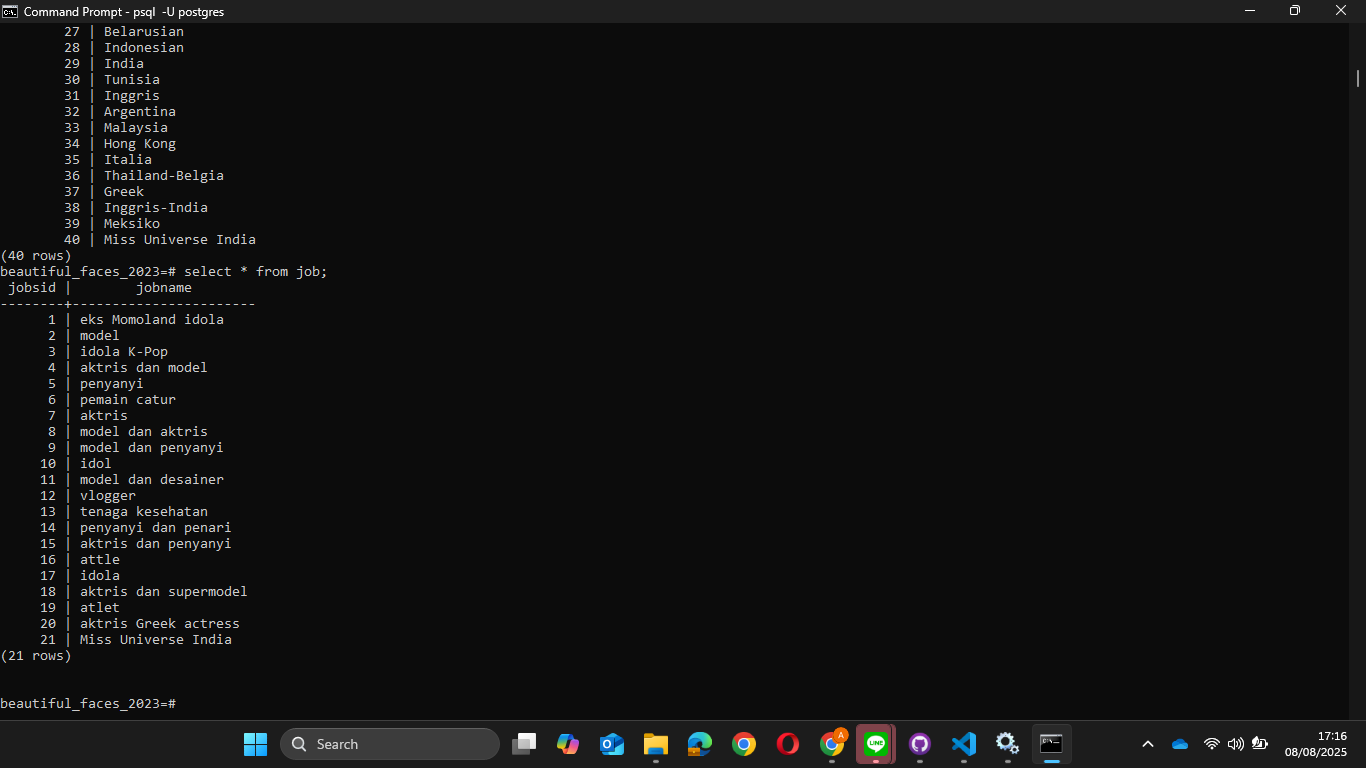 Command Prompt - psql  -U postgres
27 | Belarusian
28 | Indonesian
29 | India
30 | Tunisia
31 | Inggris
32 | Argentina
33 | Malaysia
34 | Hong Kong
35 | Italia
36 | Thailand-Belgia
37 | Greek
38 | Inggris-India
39 | Meksiko
40 | Miss Universe India
(40 rows)
beautiful_faces_2023=# select * from job;
jobsid |        jobname
--------+-----------------------
1 | eks Momoland idola
2 | model
3 | idola K-Pop
4 | aktris dan model
5 | penyanyi
6 | pemain catur
7 | aktris
8 | model dan aktris
9 | model dan penyanyi
10 | idol
11 | model dan desainer
12 | vlogger
13 | tenaga kesehatan
14 | penyanyi dan penari
15 | aktris dan penyanyi
16 | attle
17 | idola
18 | aktris dan supermodel
19 | atlet
20 | aktris Greek actress
21 | Miss Universe India
(21 rows)
beautiful_faces_2023=#
Search
A
LINE
17:16
08/08/2025